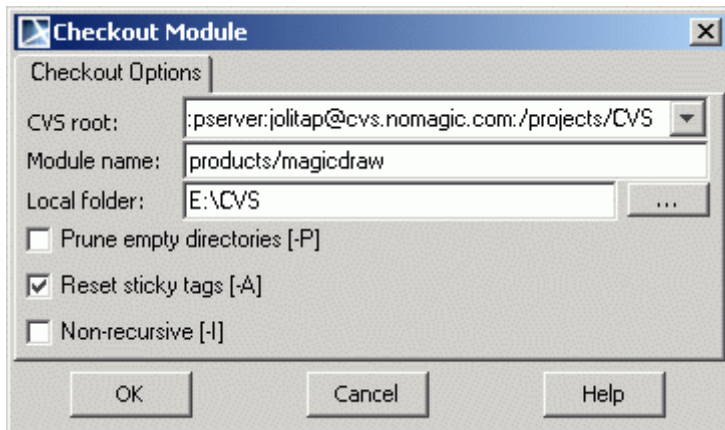 Checkout Module
Checkout Options
CVS root: :pserver:jolitap@cvs.nomagic.com:/projects/CVS
Module name: products/magicdraw
Local folder: E:\CVS ...
Prune empty directories [-P]
Reset sticky tags [-A]
Non-recursive [-l]
OK Cancel Help